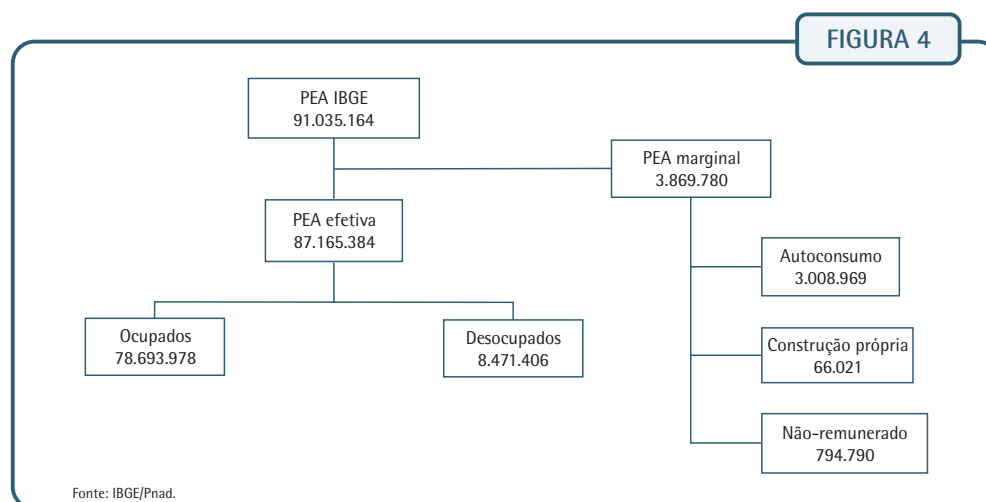 FIGURA 4
PEA IBGE
91.035.164
PEA marginal
3.869.780
PEA efetiva
87.165.384
Autoconsumo
3.008.969
Ocupados
78.693.978
Desocupados
8.471.406
Construção própria
66.021
Não-remunerado
794.790
Fonte: IBGE/Pnad.